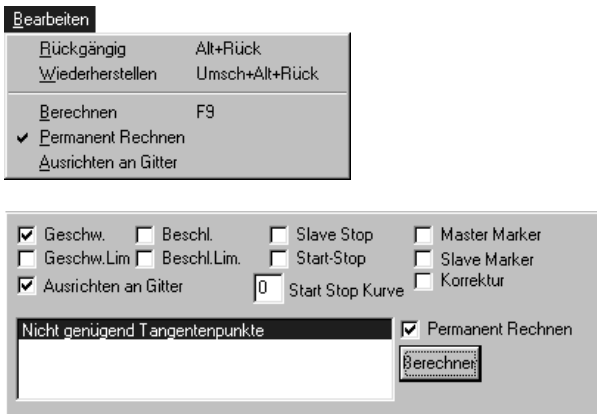 Bearbeiten
Rückgängig Alt+Rück
Wiederherstellen Umsch+Alt+Rück
Berechnen F9
Permanent Rechnen
Ausrichten an Gitter
Geschw. Beschl. Slave Stop Master Marker
Geschw.Lim Beschl.Lim. Start-Stop Slave Marker
Ausrichten an Gitter 0 Start Stop Kurve Korrektur
Nicht genügend Tangentenpunkte Permanent Rechnen
Berechnen